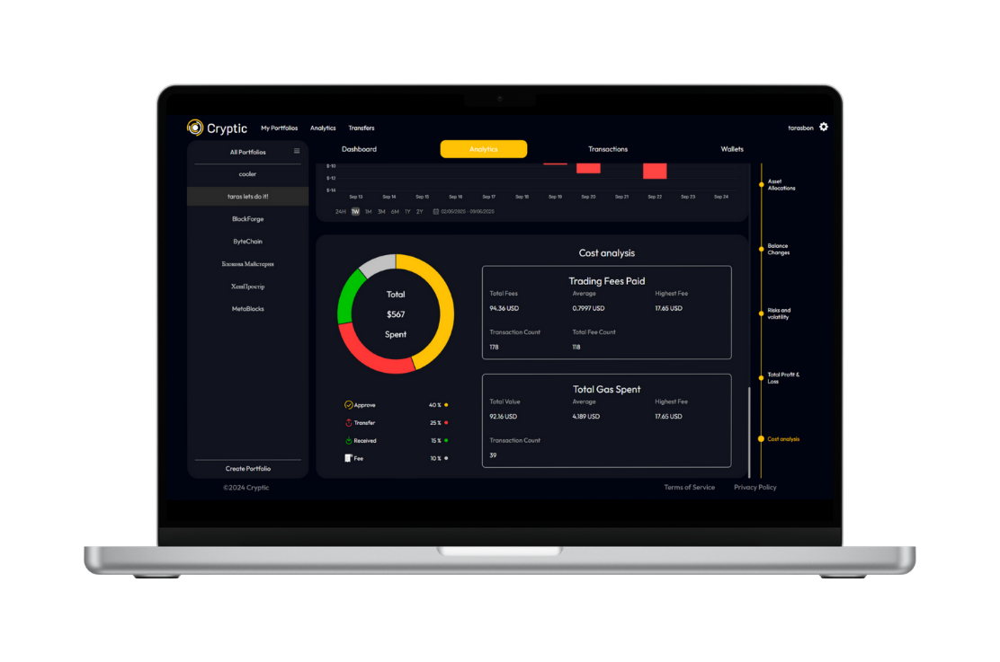 Cryptic
My Portfolios
Analytics
Transfers
tarasbon
All Portfolios
cooler
taras lets do it!
BlockForge
ByteChain
Блокова Майстерня
ХешПростір
MetaBlocks
Create Portfolio
Dashboard
Analytics
Transactions
Wallets
$-10
$-12
$-14
Sep 13
Sep 14
Sep 15
Sep 16
Sep 17
Sep 18
Sep 19
Sep 20
Sep 21
Sep 22
Sep 23
Sep 24
24H 1W 1M 3M 6M 1Y 2Y 02/06/2025 - 09/06/2025
Total
$567
Spent
Approve 40 %
Transfer 25 %
Received 15 %
Fee 10 %
Cost analysis
Trading Fees Paid
Total Fees
Average
Highest Fee
94.36 USD
0.7997 USD
17.65 USD
Transaction Count
Total Fee Count
178
118
Total Gas Spent
Total Value
Average
Highest Fee
92.16 USD
4.189 USD
17.65 USD
Transaction Count
39
Asset
Allocations
Balance
Changes
Risks and
volatility
Total Profit &
Loss
Cost analysis
©2024 Cryptic
Terms of Service
Privacy Policy